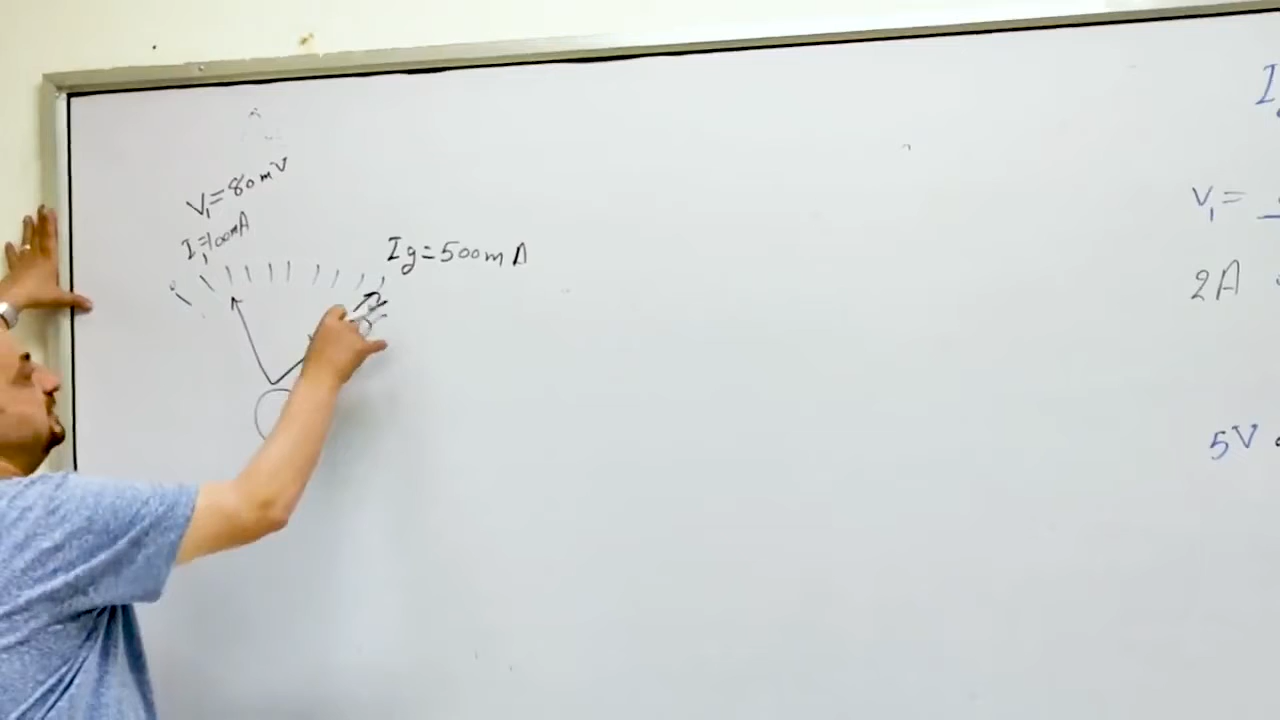 V₁=80mV
I₁=100mA
Ig=500mA
I
V₁=
2A
5V